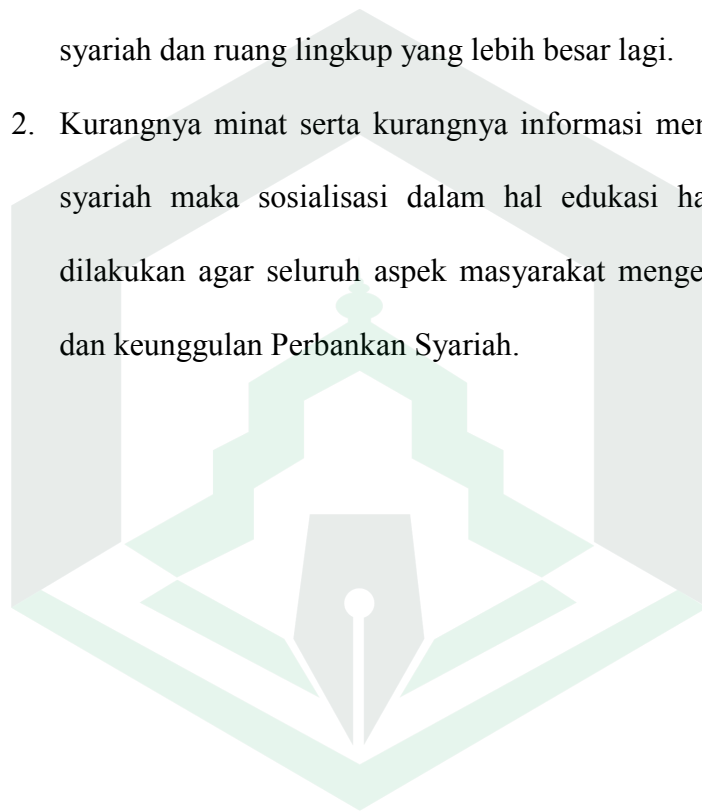 syariah dan ruang lingkup yang lebih besar lagi.
2. Kurangnya minat serta kurangnya informasi
syariah maka sosialisasi dalam hal edukasi
dilakukan agar seluruh aspek masyarakat
dan keunggulan Perbankan Syariah.